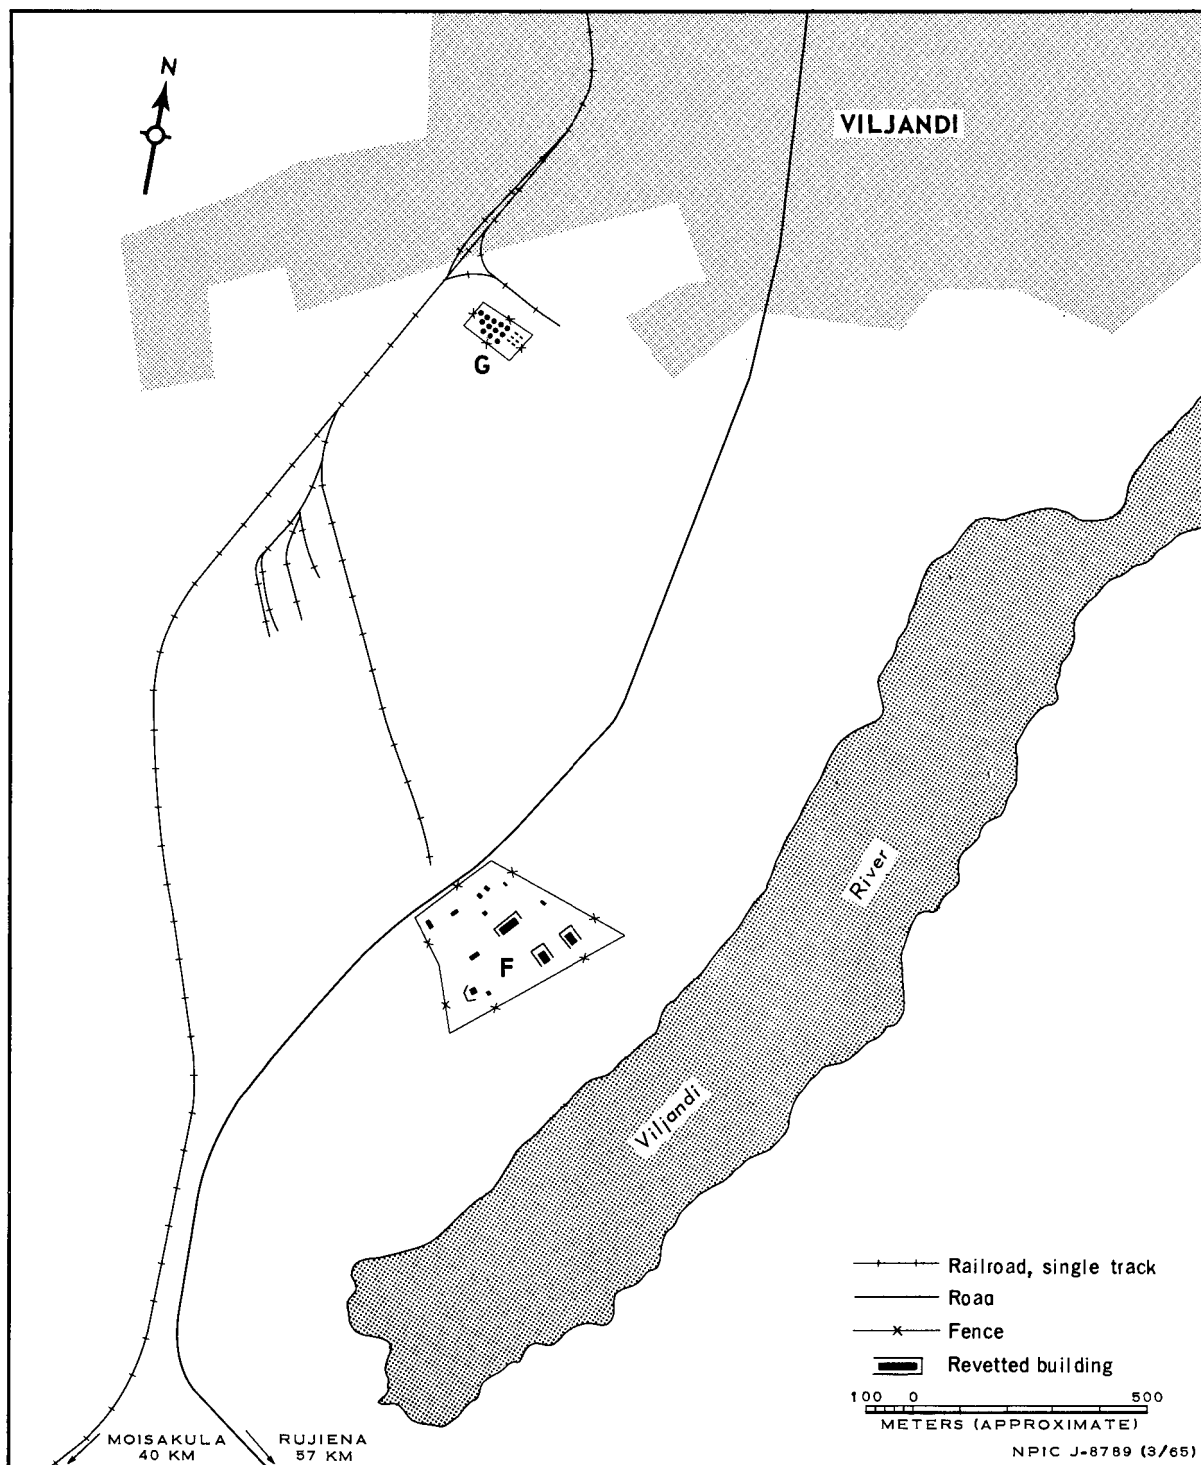 N
VILJANDI
G
River
F
Viljandi
Railroad, single track
Road
Fence
Revetted building
100 0 500
METERS (APPROXIMATE)
MOISAKULA
40 KM
RUJIENA
57 KM
NPIC J-8789 (3/65)